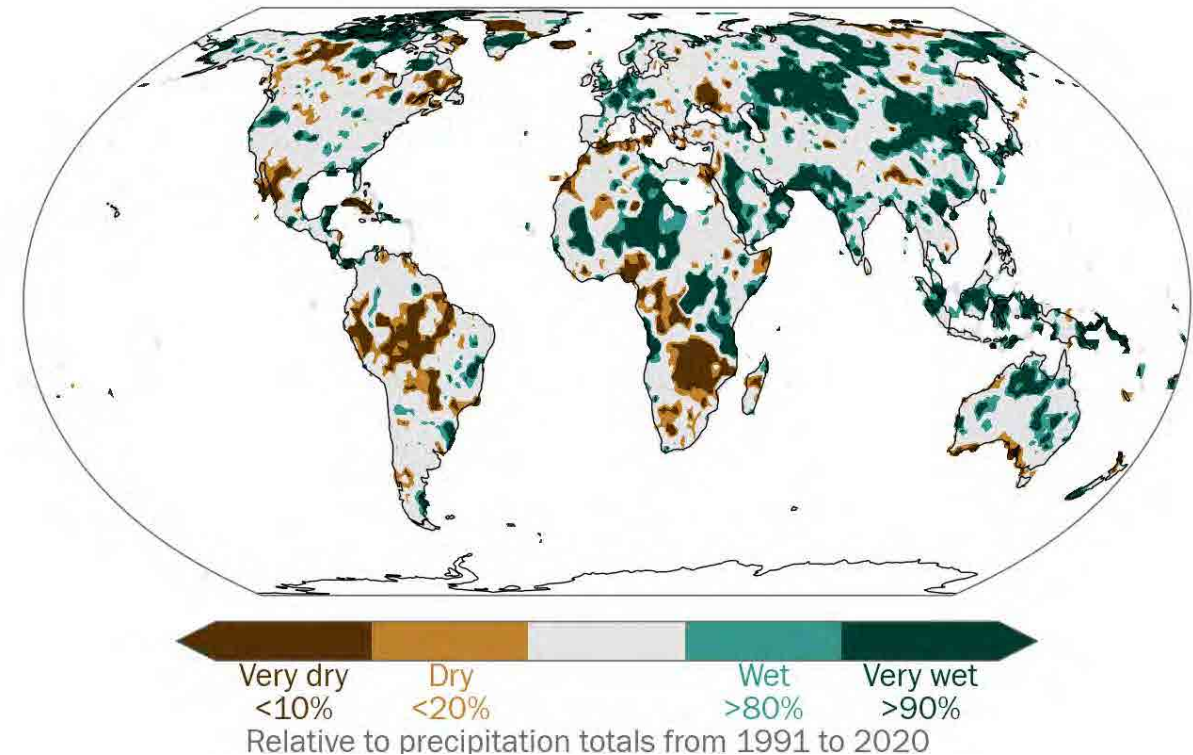 Very dry
<10%
Dry
<20%
Wet
>80%
Very wet
>90%
Relative to precipitation totals from 1991 to 2020